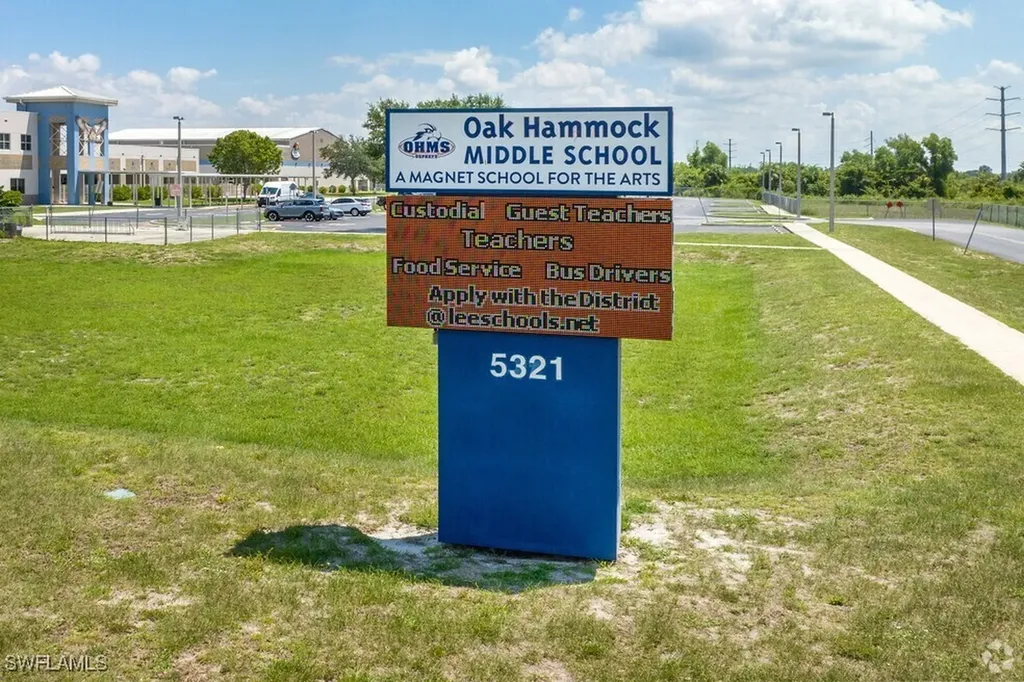 OHMS
OSPREYS
Oak Hammock
MIDDLE SCHOOL
A MAGNET SCHOOL FOR THE ARTS
Custodial Guest Teachers
Teachers
Food Service Bus Drivers
Apply with the District
@ leeschools.net
5321
SWFLAMLS